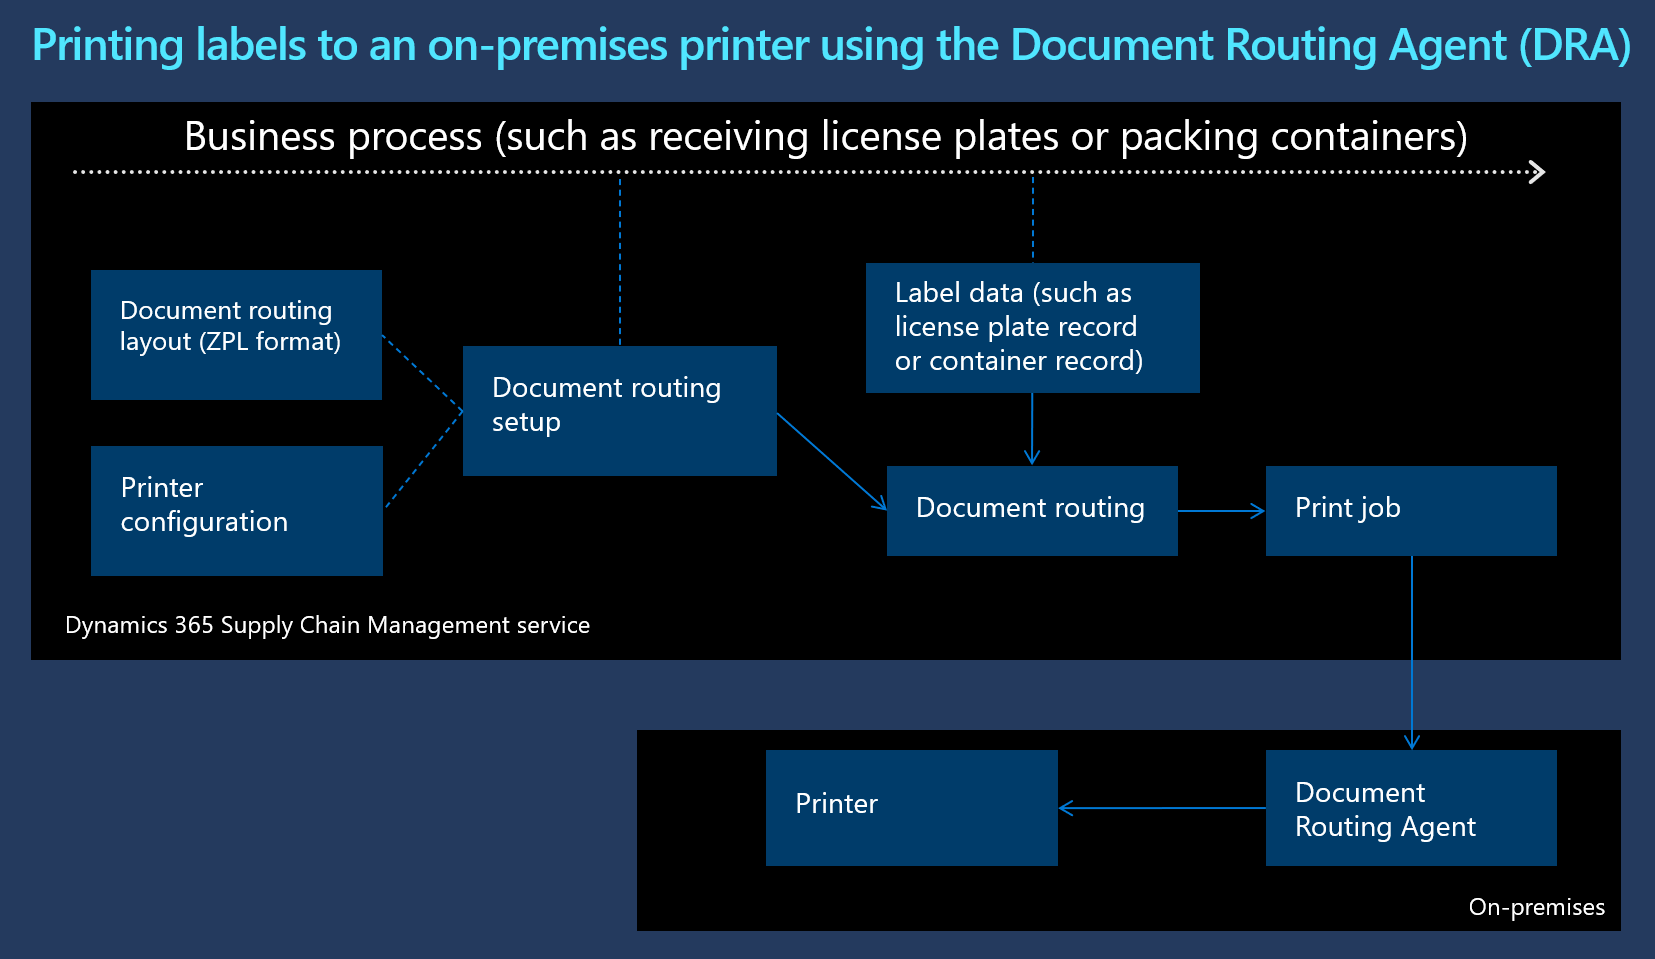 Printing labels to an on-premises printer using the Document Routing Agent (DRA)
Business process (such as receiving license plates or packing containers)
Document routing
layout (ZPL format)
Printer
configuration
Document routing
setup
Label data (such as
license plate record
or container record)
Document routing
Print job
Dynamics 365 Supply Chain Management service
Printer
Document
Routing Agent
On-premises